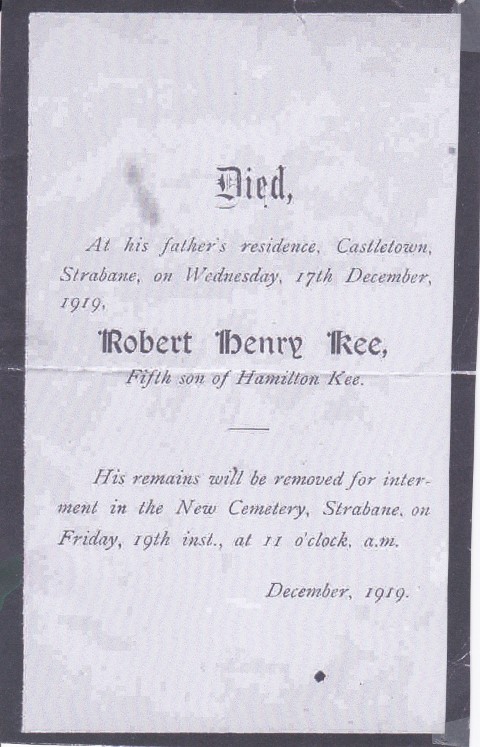 Died,
At his father's residence, Castletown,
Strabane, on Wednesday, 17th December,
1919,
Robert Henry Kee,
Fifth son of Hamilton Kee.
His remains will be removed for inter-
ment in the New Cemetery, Strabane, on
Friday, 19th inst., at 11 o'clock, a.m.
December, 1919.